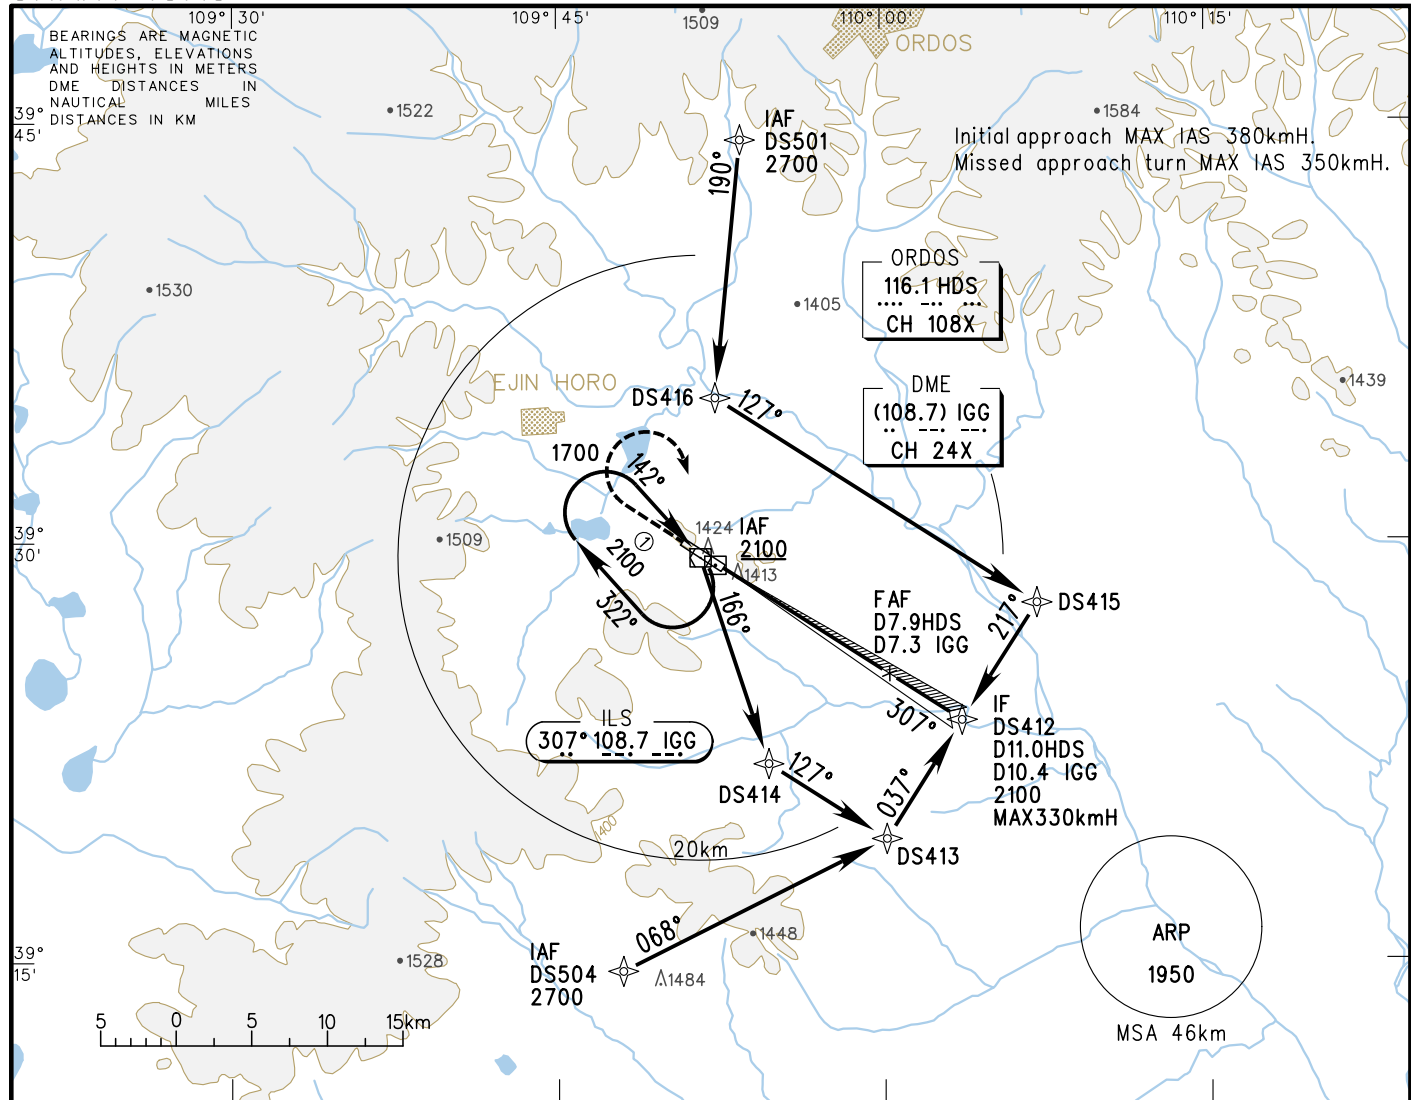 109° 30'
109° 45'
1509
110° 00'
110° 15'
BEARINGS ARE MAGNETIC
ALTITUDES, ELEVATIONS
AND HEIGHTS IN METERS
DME DISTANCES IN
NAUTICAL MILES
DISTANCES IN KM
ORDOS
39°
45'
1522
1584
IAF
DS501
2700
Initial approach MAX IAS 380kmH.
Missed approach turn MAX IAS 350kmH.
190°
ORDOS
116.1 HDS
CH 108X
1530
1405
EJIN HORO
DS416
127°
DME
(108.7) IGG
CH 24X
1439
1700
142°
39°
30'
1509
1424
IAF
2100
1413
1
2100
322°
166°
FAF
D7.9HDS
D7.3 IGG
217°
DS415
307°
IF
DS412
D11.0HDS
D10.4 IGG
2100
MAX330kmH
ILS
307° 108.7 IGG
DS414
127°
037°
1400
20km
DS413
068°
1448
ARP
1950
MSA 46km
39°
15'
1528
IAF
DS504
2700
1484
5 0 5 10 15km